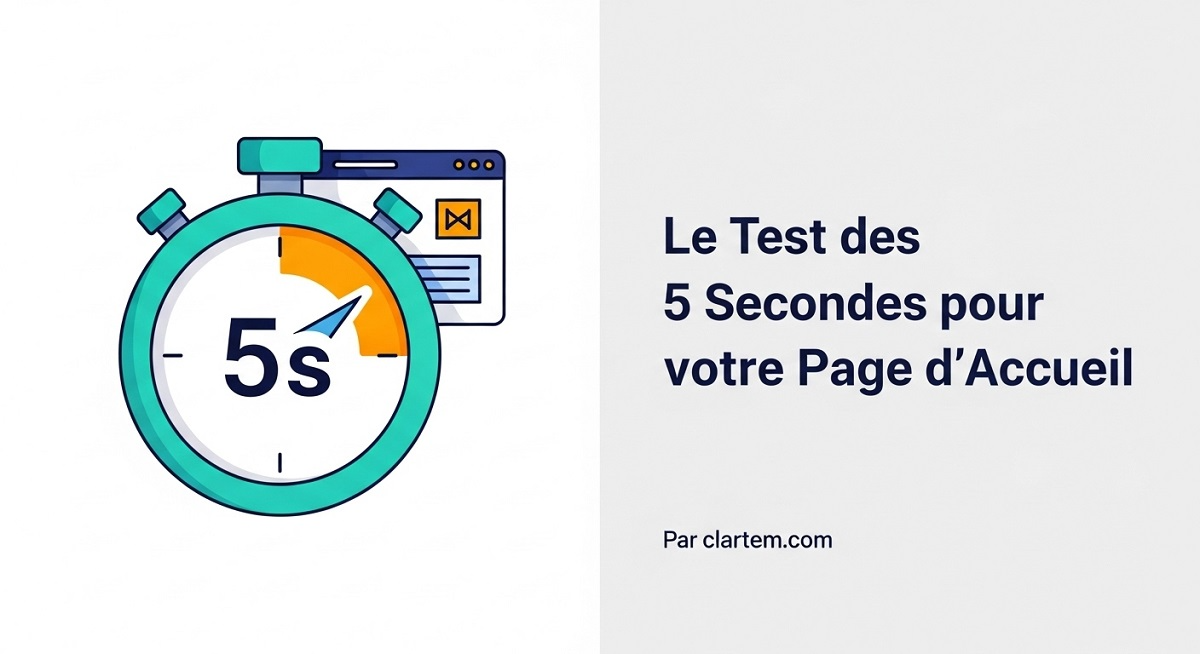 5s
Le Test des
5 Secondes pour
votre Page d’Accueil
Par clartem.com